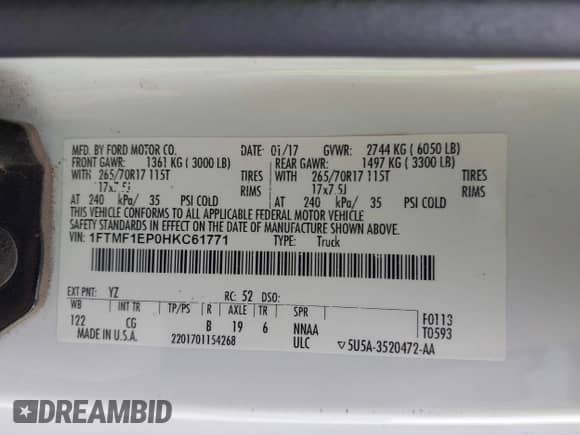 MFD. BY FORD MOTOR CO. DATE: 01/17 GVWR: 2744 KG ( 6050 LB)
FRONT GAWR: 1361 KG ( 3000 LB) REAR GAWR: 1497 KG ( 3300 LB)
WITH 265/70R17 115T TIRES WITH 265/70R17 115T TIRES
17x7.5J RIMS 17x7.5J RIMS
AT 240 kPa/ 35 PSI COLD AT 240 kPa/ 35 PSI COLD
THIS VEHICLE CONFORMS TO ALL APPLICABLE FEDERAL MOTOR VEHICLE
SAFETY STANDARDS IN EFFECT ON THE DATE OF MANUFACTURE SHOWN ABOVE.
VIN: 1FTMF1EP0HKC61771 TYPE: Truck
EXT PNT: YZ RC: 52 DSO:
WB INT TR TP/PS R AXLE TR SPR F0113
122 CG B 19 6 NNAA T0593
MADE IN U.S.A. 2201701154268 ULC ▽5U5A-3520472-AA
DREAMBID